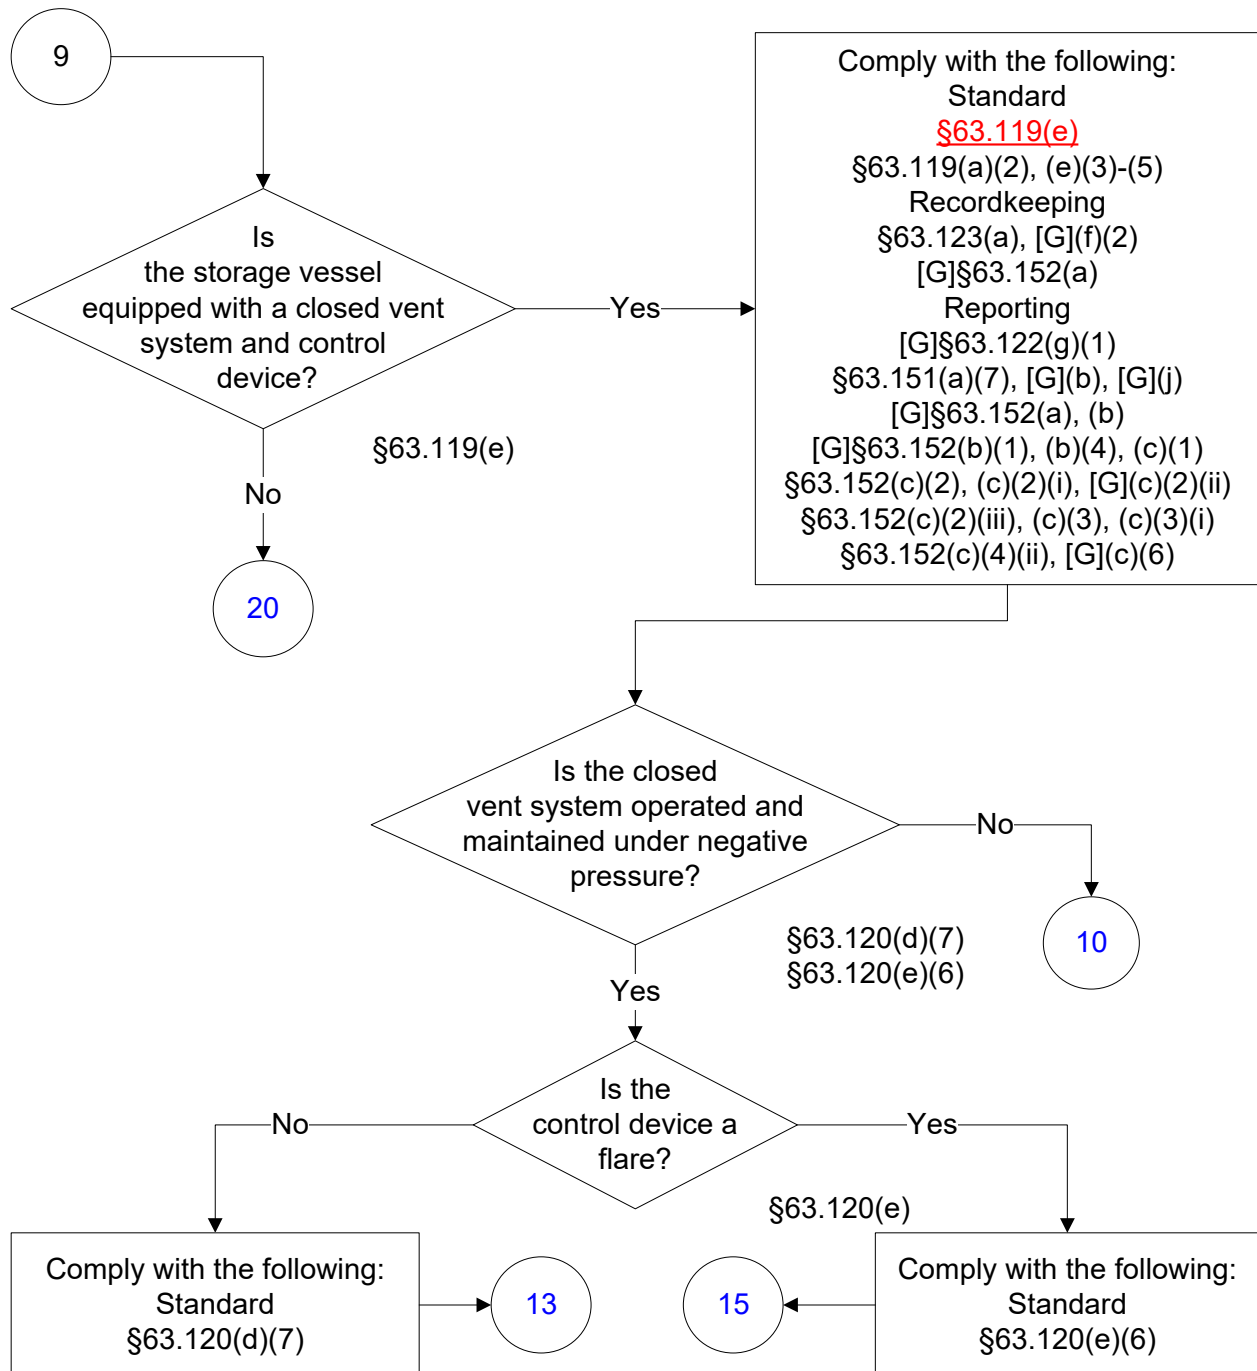 9
Comply with the following:
Standard
§63.119(e)
§63.119(a)(2), (e)(3)-(5)
Recordkeeping
§63.123(a), [G](f)(2)
[G]§63.152(a)
Reporting
[G]§63.122(g)(1)
§63.151(a)(7), [G](b), [G](j)
[G]§63.152(a), (b)
[G]§63.152(b)(1), (b)(4), (c)(1)
§63.152(c)(2), (c)(2)(i), [G](c)(2)(ii)
§63.152(c)(2)(iii), (c)(3), (c)(3)(i)
§63.152(c)(4)(ii), [G](c)(6)
Is
the storage vessel
equipped with a closed vent
system and control
device?
Yes
§63.119(e)
No
20
Is the closed
vent system operated and
maintained under negative
pressure?
No
10
§63.120(d)(7)
§63.120(e)(6)
Yes
Is the
control device a
flare?
No
Yes
§63.120(e)
Comply with the following:
Standard
§63.120(d)(7)
13
15
Comply with the following:
Standard
§63.120(e)(6)